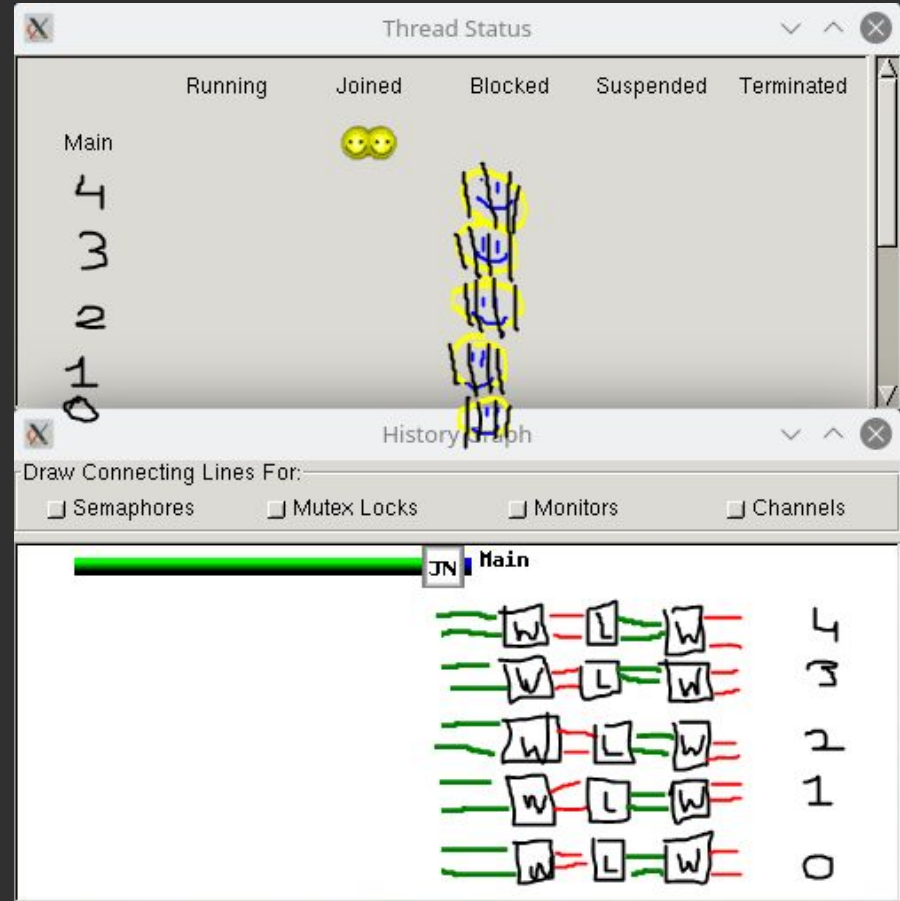 Thread Status
Running Joined Blocked Suspended Terminated
Main
4
3
2
1
0
History Graph
Draw Connecting Lines For:
Semaphores Mutex Locks Monitors Channels
JN Main
W L W 4
W L W 3
W L W 2
W L W 1
W L W 0